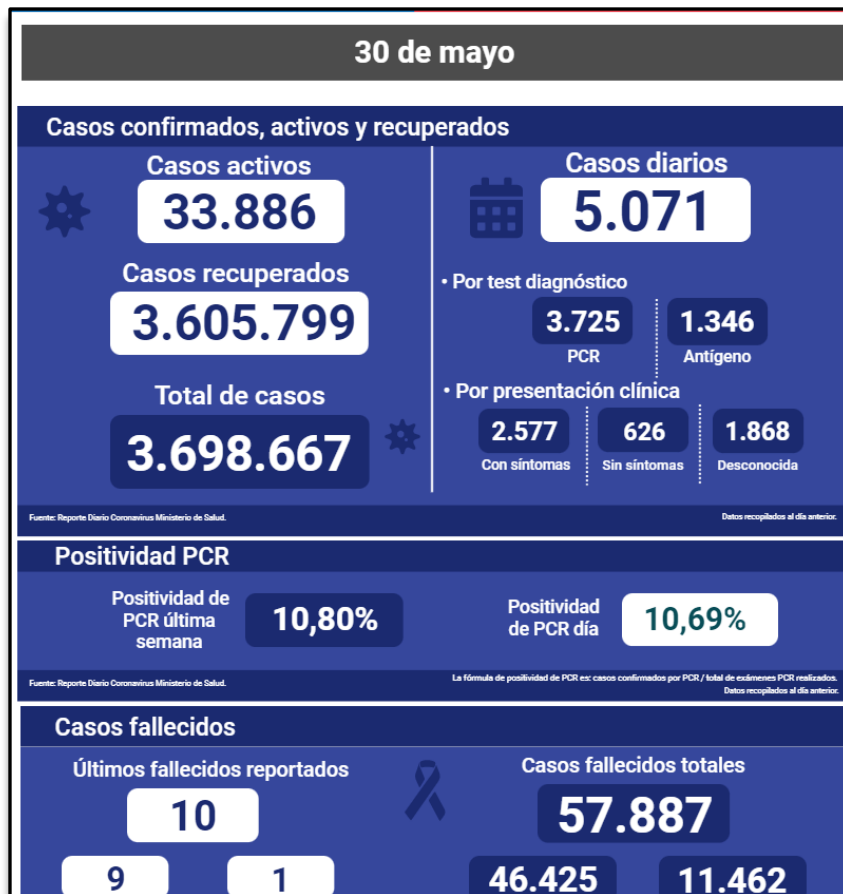 30 de mayo
Casos confirmados, activos y recuperados
Casos activos
33.886
Casos recuperados
3.605.799
Total de casos
3.698.667
Casos diarios
5.071
• Por test diagnóstico
3.725
PCR
1.346
Antígeno
• Por presentación clínica
2.577
Con síntomas
626
Sin síntomas
1.868
Desconocida
Fuente: Reporte Diario Coronavirus Ministerio de Salud.
Datos recopilados al día anterior.
Positividad PCR
Positividad de
PCR última
semana
10,80%
Positividad
de PCR día
10,69%
Fuente: Reporte Diario Coronavirus Ministerio de Salud.
La fórmula de positividad de PCR es: casos confirmados por PCR / total de exámenes PCR realizados.
Datos recopilados al día anterior.
Casos fallecidos
Últimos fallecidos reportados
10
9
1
Casos fallecidos totales
57.887
46.425
11.462